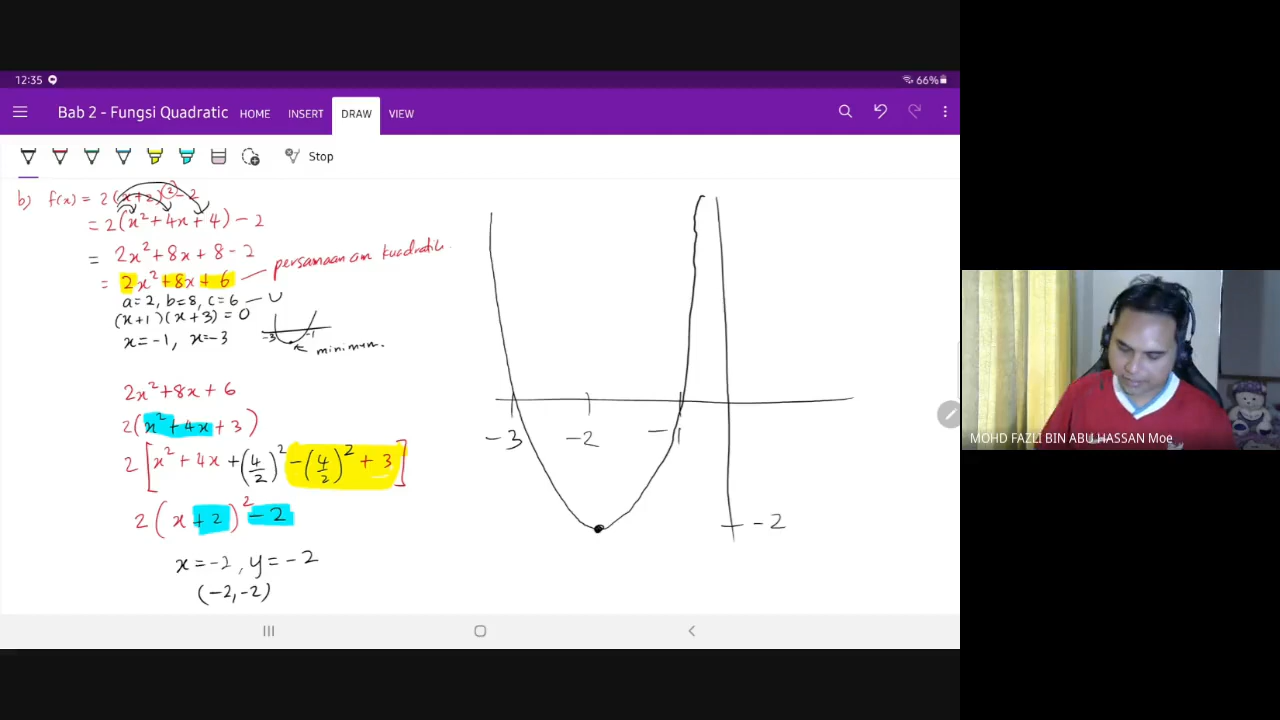 12:35 66%
Bab 2 - Fungsi Quadratic HOME INSERT DRAW VIEW
Stop
b) f(x) = 2(x+2)² - 2
= 2(x² + 4x + 4) - 2
= 2x² + 8x + 8 - 2
= 2x² + 8x + 6 — persamaan am kuadratik.
a=2, b=8, c=6 — ∪
(x+1)(x+3) = 0
x=-1, x=-3
-3 -1
minimum.
2x² + 8x + 6
2(x² + 4x + 3)
2[x² + 4x + (4/2)² - (4/2)² + 3]
2(x + 2)² - 2
x = -2, y = -2
(-2, -2)
-3 -2 -1
-2
MOHD FAZLI BIN ABU HASSAN Moe